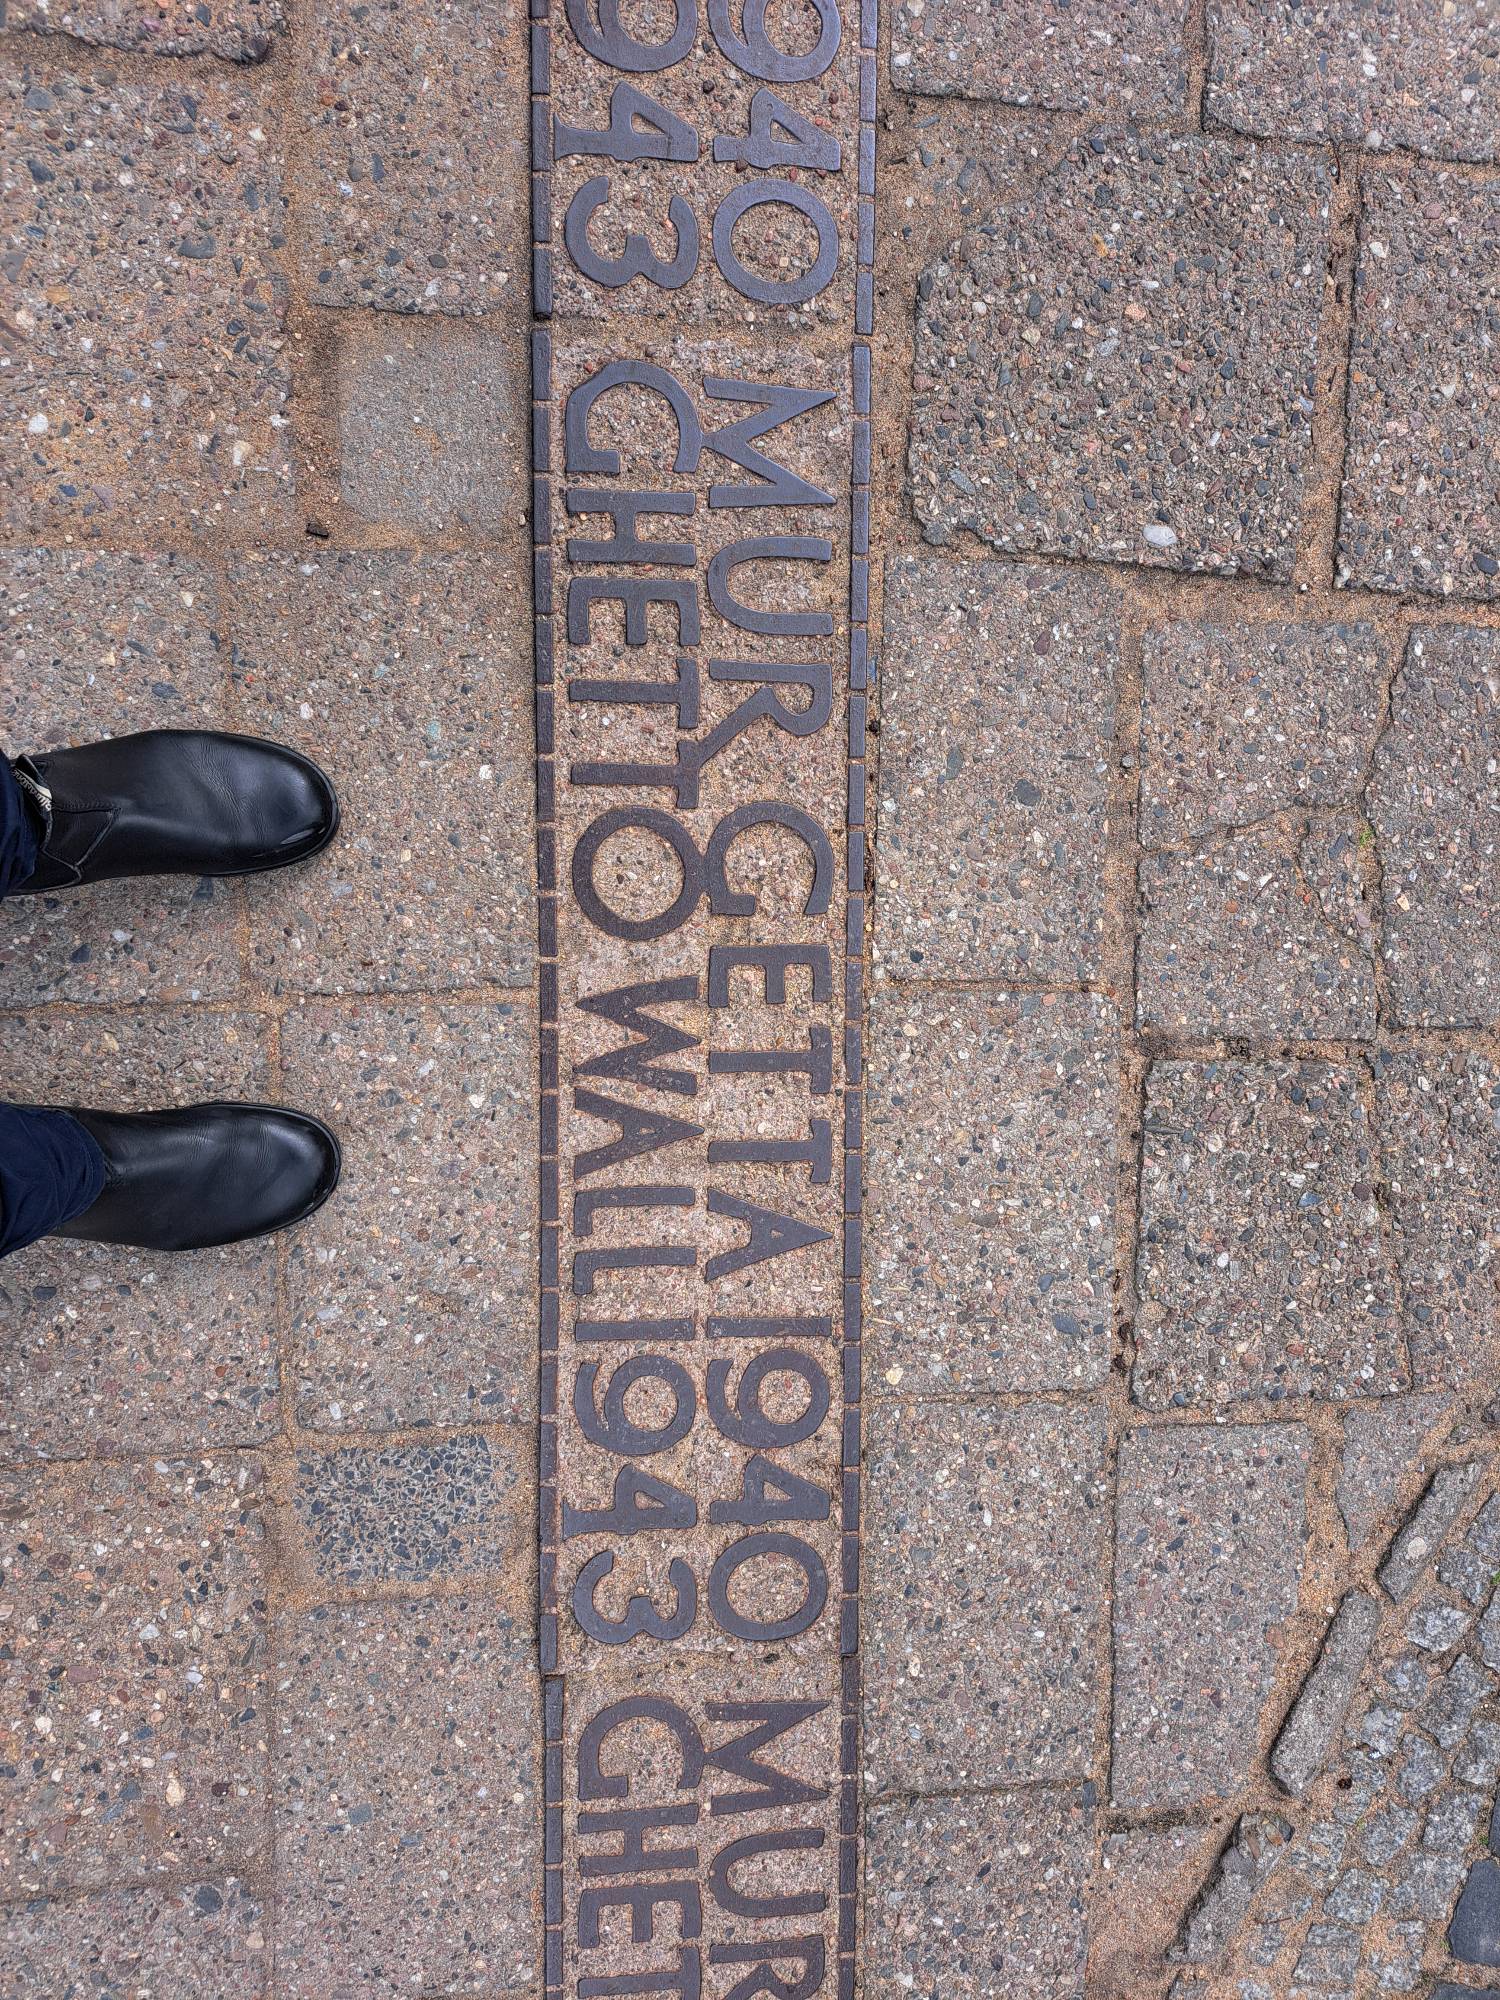 940 MUR GETTA 1940 MUR
943 GHETTO WALL 1943 GHET